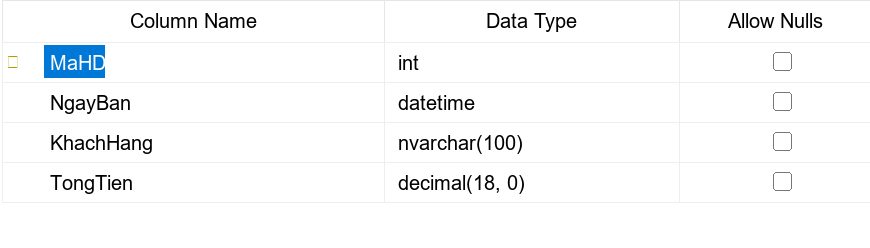 Column Name Data Type Allow Nulls
MaHD int
NgayBan datetime
KhachHang nvarchar(100)
TongTien decimal(18, 0)